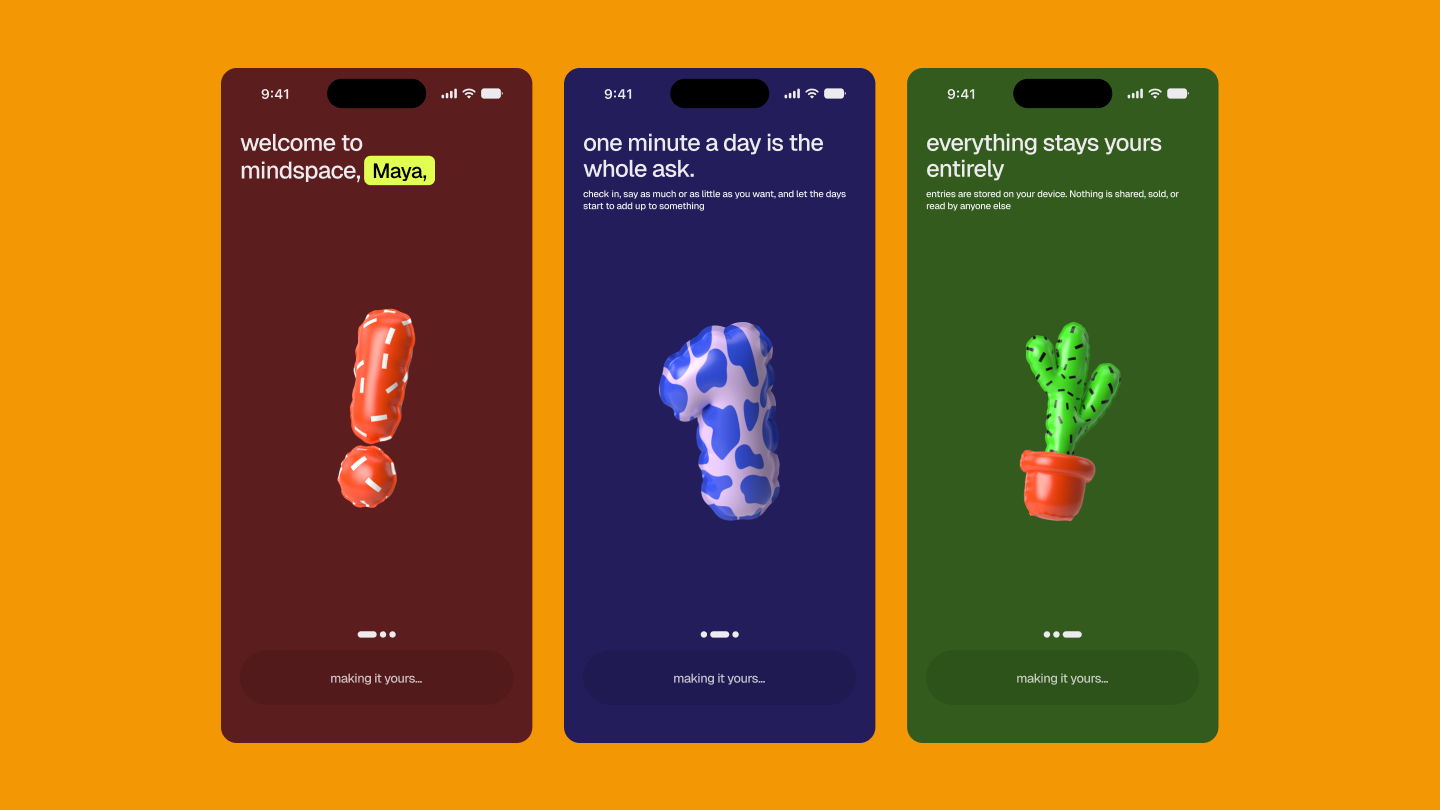 9:41
welcome to
mindspace, Maya,
making it yours...
9:41
one minute a day is the
whole ask.
check in, say as much or as little as you want, and let the days
start to add up to something
making it yours...
9:41
everything stays yours
entirely
entries are stored on your device. Nothing is shared, sold, or
read by anyone else
making it yours...